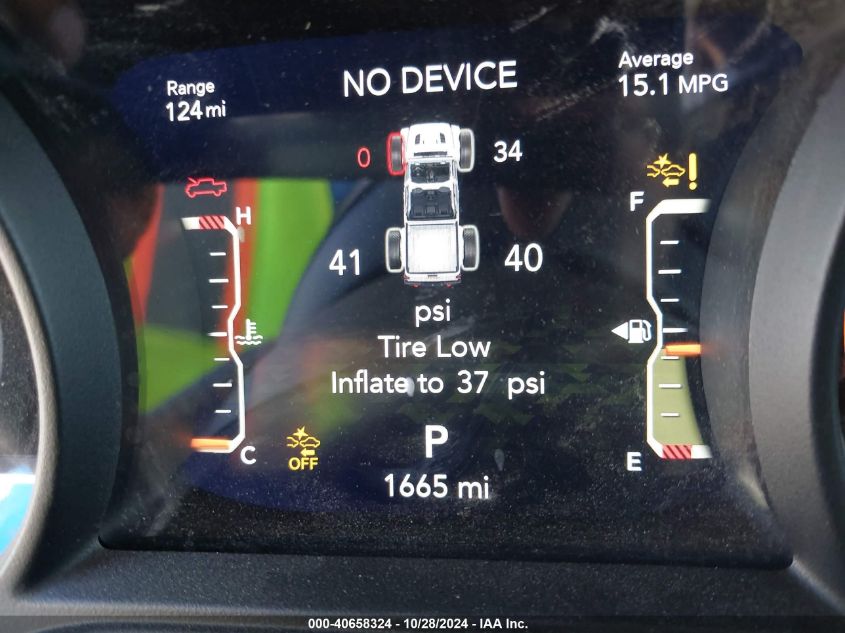 Range
124 mi
NO DEVICE
Average
15.1 MPG
0
34
H
F
41
40
psi
Tire Low
Inflate to 37 psi
C
OFF
P
E
1665 mi
000-40658324 - 10/28/2024 - IAA Inc.